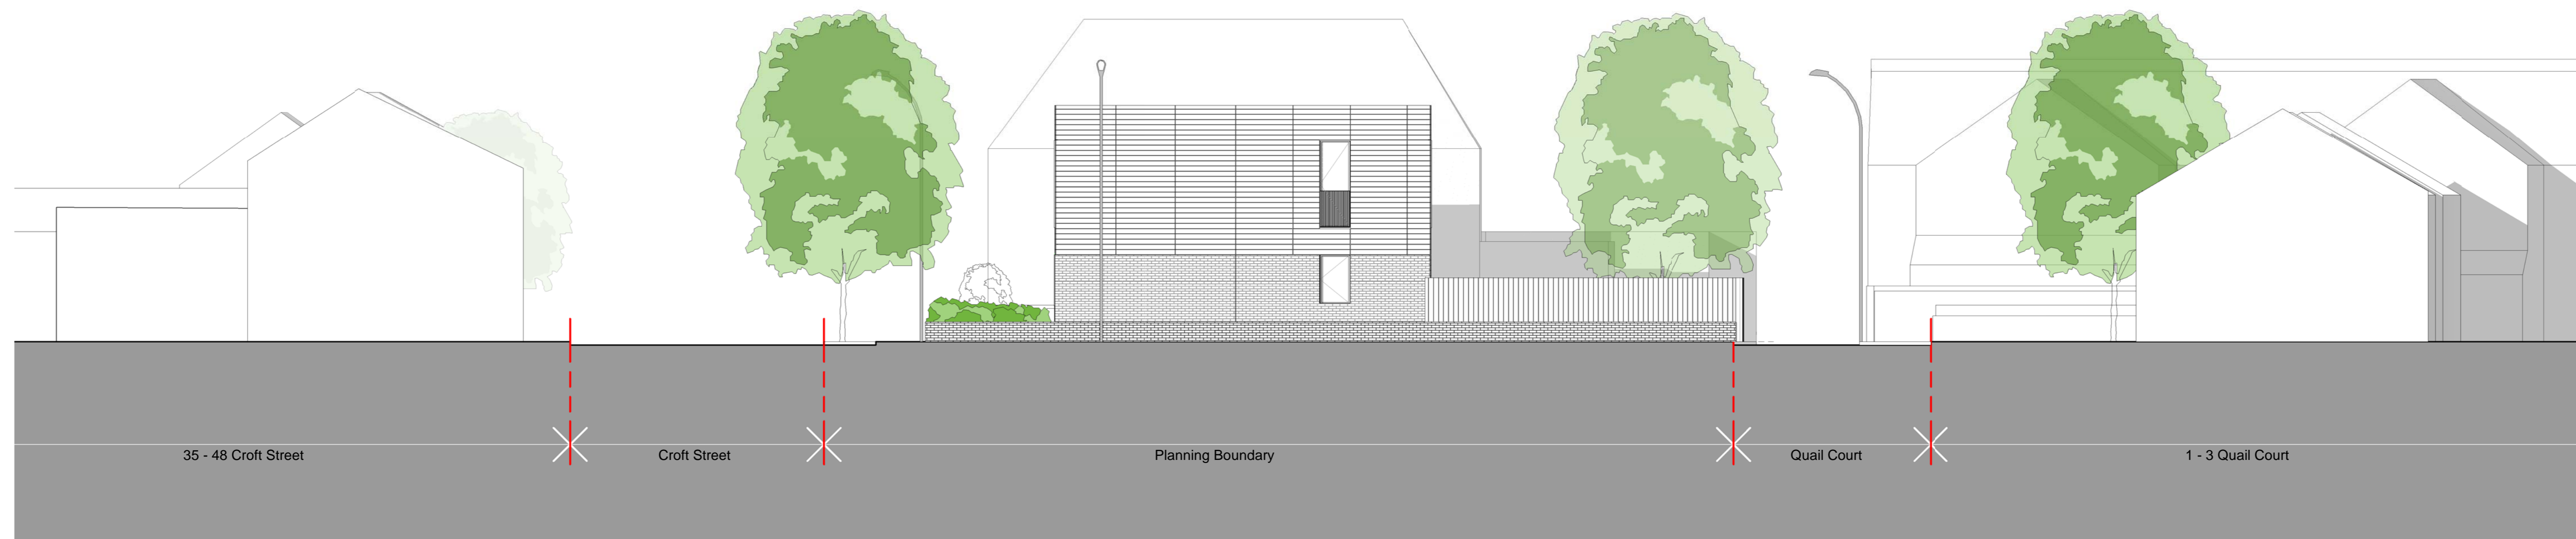 35 - 48 Croft Street
Croft Street
Planning Boundary
Quail Court
1 - 3 Quail Court